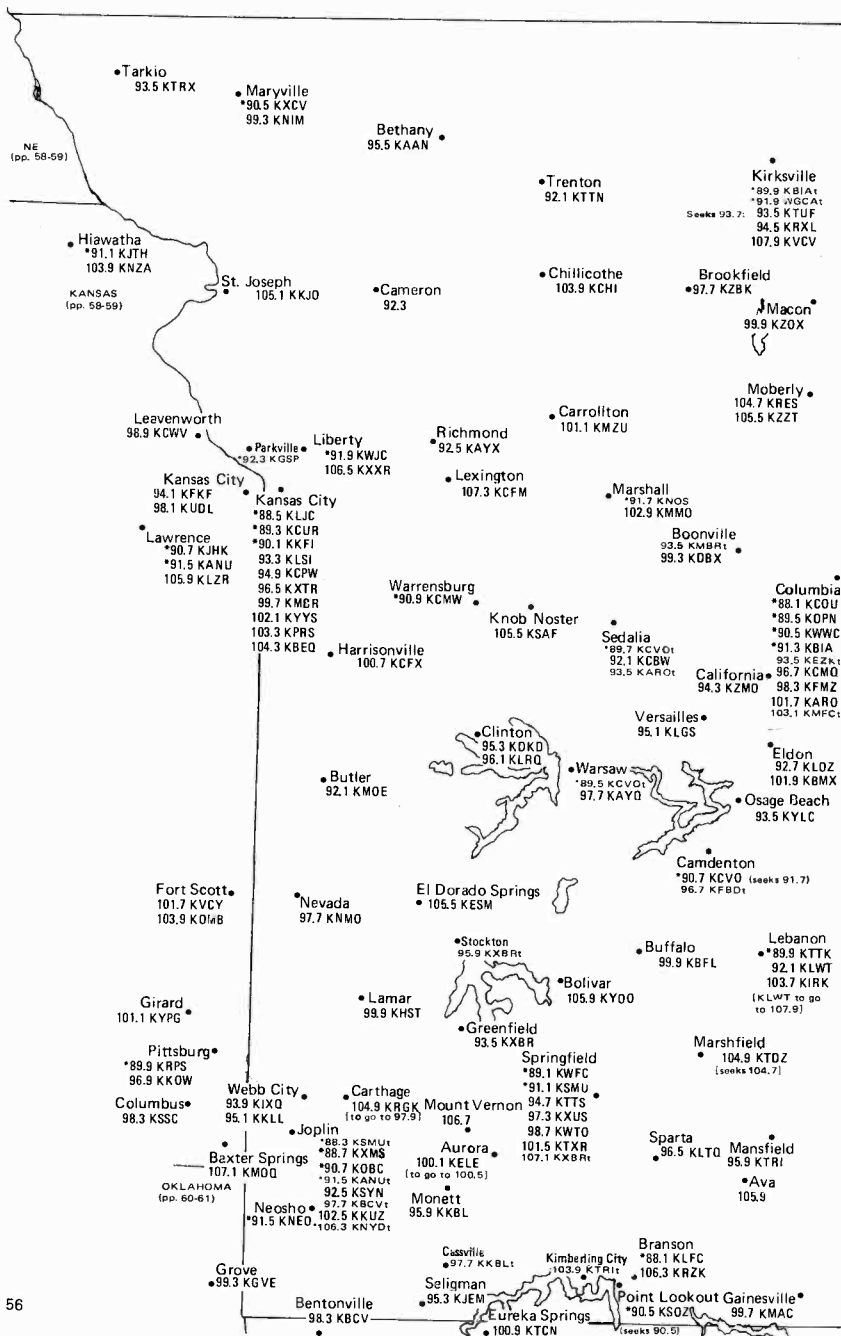 Tarkio
93.5 KTRX
Maryville
*90.5 KXCV
99.3 KNIM
Bethany
95.5 KAAN
NE
(pp. 58-59)
Trenton
92.1 KTTN
Kirksville
*89.9 KBIAt
*91.9 WGCAt
Seeks 93.7: 93.5 KTUF
94.5 KRXL
107.9 KVCV
Hiawatha
*91.1 KJTH
103.9 KNZA
KANSAS
(pp. 58-59)
St. Joseph
105.1 KKJO
Cameron
92.3
Chillicothe
103.9 KCHI
Brookfield
97.7 KZBK
Macon
99.9 KZOX
Moberly
104.7 KRES
105.5 KZZT
Leavenworth
98.9 KCWV
Parkville
*92.3 KGSP
Liberty
*91.9 KWJC
106.5 KXXR
Richmond
92.5 KAYX
Carrollton
101.1 KMZU
Kansas City
94.1 KFKF
98.1 KUDL
Kansas City
*88.5 KLJC
*89.3 KCUR
*90.1 KKFI
93.3 KLSI
94.9 KCPW
96.5 KXTR
99.7 KMCR
102.1 KYYS
103.3 KPRS
104.3 KBEQ
Lexington
107.3 KCFM
Marshall
*91.7 KNOS
102.9 KMMO
Lawrence
*90.7 KJHK
*91.5 KANU
105.9 KLZR
Boonville
93.5 KMBRt
99.3 KDBX
Warrensburg
*90.9 KCMW
Knob Noster
105.5 KSAF
Columbia
*88.1 KCOU
*89.5 KOPN
*90.5 KWWC
*91.3 KBIA
93.5 KEZKt
96.7 KCMQ
98.3 KFMZ
101.7 KARO
103.1 KMFCt
Sedalia
*89.7 KCVOt
92.1 KCBW
93.5 KAROt
Harrisonville
100.7 KCFX
California
94.3 KZMO
Versailles
95.1 KLGS
Clinton
95.3 KDKD
96.1 KLRQ
Eldon
92.7 KLOZ
101.9 KBMX
Butler
92.1 KMOE
Warsaw
*89.5 KCVOt
97.7 KAYQ
Osage Beach
93.5 KYLC
Camdenton
*90.7 KCVO (seeks 91.7)
96.7 KFBDt
Fort Scott
101.7 KVCY
103.9 KOMB
Nevada
97.7 KNMO
El Dorado Springs
105.5 KESM
Stockton
95.9 KXBRt
Buffalo
99.9 KBFL
Lebanon
*89.9 KTTK
92.1 KLWT
103.7 KIRK
[KLWT to go
to 107.9]
Bolivar
105.9 KYOO
Girard
101.1 KYPG
Lamar
99.9 KHST
Greenfield
93.5 KXBR
Marshfield
104.9 KTDZ
[seeks 104.7]
Pittsburg
*89.9 KRPS
96.9 KKOW
Springfield
*89.1 KWFC
*91.1 KSMU
94.7 KTTS
97.3 KXUS
98.7 KWTO
101.5 KTXR
107.1 KXBRt
Columbus
98.3 KSSC
Webb City
93.9 KIXQ
95.1 KKLL
Carthage
104.9 KRGK
[to go to 97.9]
Mount Vernon
106.7
Joplin
*88.3 KSMUt
*88.7 KXMS
*90.7 KOBC
*91.5 KANUt
92.5 KSYN
97.7 KBCVt
102.5 KKUZ
106.3 KNYDt
Baxter Springs
107.1 KMOQ
OKLAHOMA
(pp. 60-61)
Aurora
100.1 KELE
[to go to 100.5]
Sparta
96.5 KLTQ
Mansfield
95.9 KTRI
Ava
105.9
Neosho
*91.5 KNEO
Monett
95.9 KKBL
Grove
99.3 KGVE
Cassville
97.7 KKBLt
Kimberling City
103.9 KTRIt
Branson
*88.1 KLFC
106.3 KRZK
Seligman
95.3 KJEM
Point Lookout
*90.5 KSOZ
(seeks 90.5)
Gainesville
99.7 KMAC
56
Bentonville
98.3 KBCV
Eureka Springs
100.9 KTCN